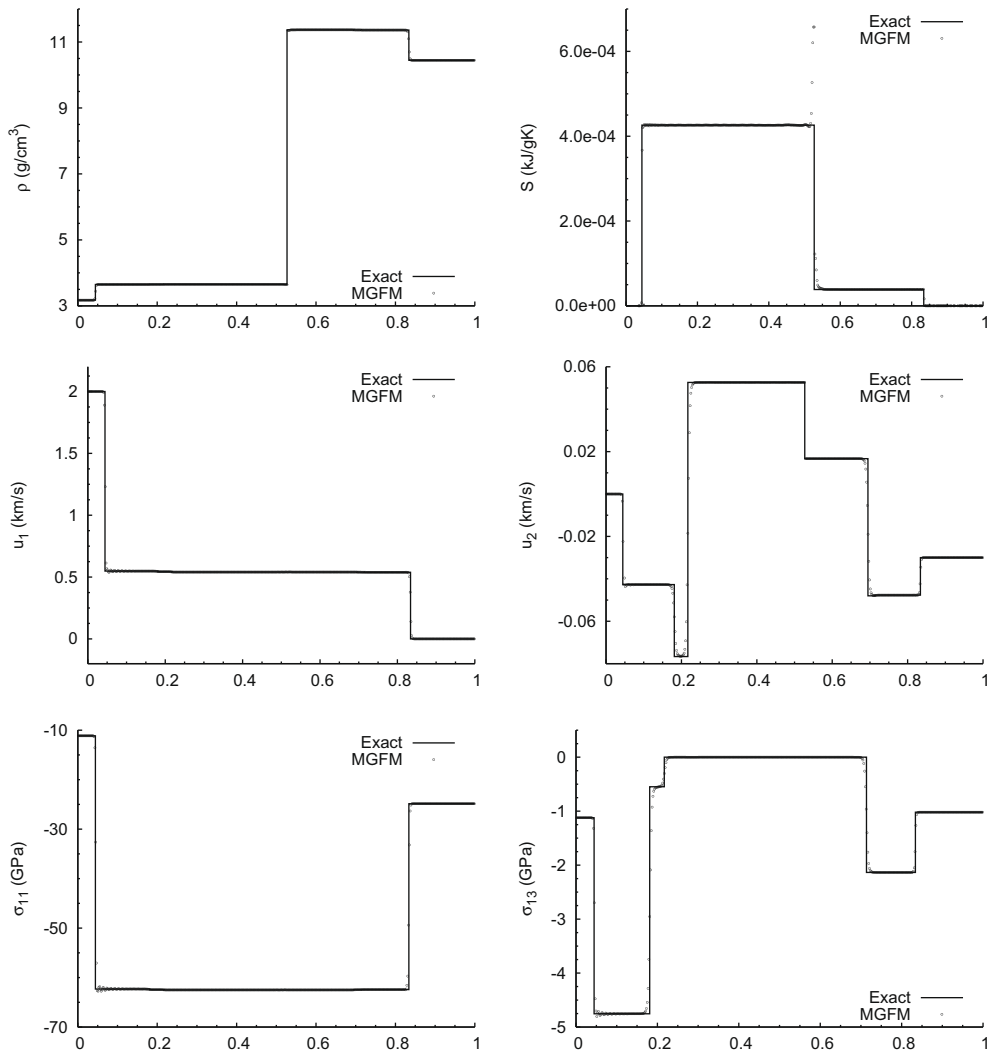 11
9
7
5
3
ρ (g/cm³)
Exact
MGFM
0 0.2 0.4 0.6 0.8 1
6.0e-04
4.0e-04
2.0e-04
0.0e+00
S (kJ/gK)
Exact
MGFM
0 0.2 0.4 0.6 0.8 1
2
1.5
1
0.5
0
u₁ (km/s)
Exact
MGFM
0 0.2 0.4 0.6 0.8 1
0.06
0.02
-0.02
-0.06
u₂ (km/s)
Exact
MGFM
0 0.2 0.4 0.6 0.8 1
-10
-30
-50
-70
σ₁₁ (GPa)
Exact
MGFM
0 0.2 0.4 0.6 0.8 1
0
-1
-2
-3
-4
-5
σ₁₃ (GPa)
Exact
MGFM
0 0.2 0.4 0.6 0.8 1